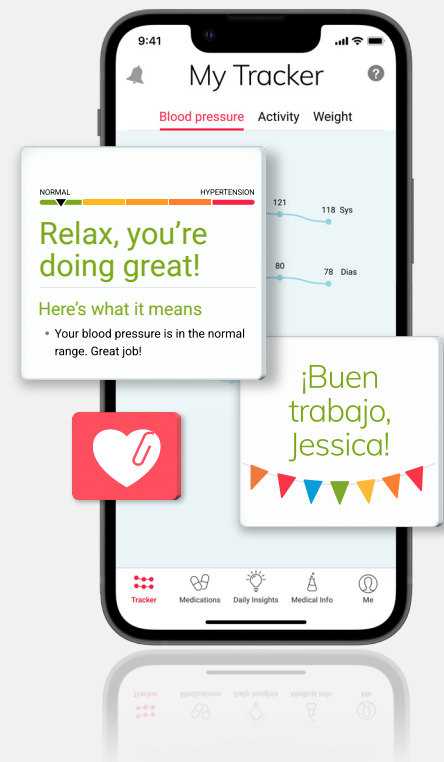 9:41
My Tracker
?
Blood pressure Activity Weight
NORMAL HYPERTENSION
Relax, you’re
doing great!
Here’s what it means
• Your blood pressure is in the normal
range. Great job!
121
118 Sys
80
78 Dias
¡Buen
trabajo,
Jessica!
Tracker Medications Daily Insights Medical Info Me